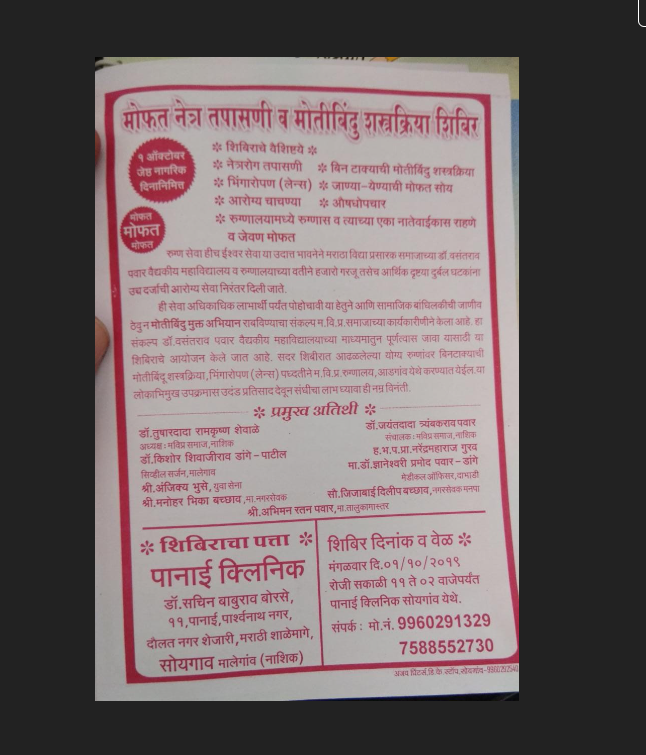 मोफत नेत्र तपासणी व मोतीबिंदु शस्त्रक्रिया शिबिर
१ ऑक्टोबर
जेष्ठ नागरिक
दिनानिमित्त
मोफत
मोफत
मोफत
✼ शिबिराचे वैशिष्टये ✼
✼ नेत्ररोग तपासणी ✼ बिन टाक्याची मोतीबिंदु शस्त्रक्रिया
✼ भिंगारोपण (लेन्स) ✼ जाण्या-येण्याची मोफत सोय
✼ आरोग्य चाचण्या ✼ औषधोपचार
✼ रुग्णालयामध्ये रुग्णास व त्याच्या एका नातेवाईकास राहणे
व जेवण मोफत
रुग्ण सेवा हीच ईश्वर सेवा या उदात्त भावनेने मराठा विद्या प्रसारक समाजाच्या डॉ.वसंतराव
पवार वैद्यकीय महाविद्यालय व रुग्णालयाच्या वतीने हजारो गरजू तसेच आर्थिक दृष्टया दुर्बल घटकांना
उच्च दर्जाची आरोग्य सेवा निरंतर दिली जाते.
ही सेवा अधिकाधिक लाभार्थी पर्यंत पोहोचावी या हेतुने आणि सामाजिक बांधिलकीची जाणीव
ठेवुन मोतीबिंदु मुक्त अभियान राबविण्याचा संकल्प म.वि.प्र.समाजाच्या कार्यकारीणीने केला आहे. हा
संकल्प डॉ.वसंतराव पवार वैद्यकीय महाविद्यालयाच्या माध्यमातुन पूर्णत्वास जावा यासाठी या
शिबिराचे आयोजन केले जात आहे. सदर शिबीरात आढळलेल्या योग्य रुग्णांवर बिनटाक्याची
मोतीबिंदू शस्त्रक्रिया,भिंगारोपण (लेन्स) पध्दतीने म.वि.प्र.रुग्णालय, आडगांव येथे करण्यात येईल.या
लोकाभिमुख उपक्रमास उदंड प्रतिसाद देवून संधीचा लाभ घ्यावा ही नम्र विनंती.
✼ प्रमुख अतिथी ✼
डॉ.तुषारदादा रामकृष्ण शेवाळे
अध्यक्ष : मविप्र समाज,नाशिक
डॉ.किशोर शिवाजीराव डांगे-पाटील
सिव्हील सर्जन,मालेगाव
श्री.अंजिक्य भुसे, युवा सेना
श्री.मनोहर भिका बच्छाव,मा.नगरसेवक
डॉ.जयंतदादा त्र्यंबकराव पवार
संचालक : मविप्र समाज,नाशिक
ह.भ.प.प्रा.नरेंद्रमहाराज गुरव
मा.डॉ.ज्ञानेश्वरी प्रमोद पवार-डांगे
मेडीकल ऑफिसर,दाभाडी
सौ.जिजाबाई दिलीप बच्छाव,नगरसेवक मनपा
श्री.अभिमन रतन पवार,मा.तालुकामास्तर
✼ शिबिराचा पत्ता ✼
पानाई क्लिनिक
डॉ.सचिन बाबुराव बोरसे,
११,पानाई,पार्श्वनाथ नगर,
दौलत नगर शेजारी,मराठी शाळेमागे,
सोयगाव मालेगांव (नाशिक)
शिबिर दिनांक व वेळ ✼
मंगळवार दि.०१/१०/२०१९
रोजी सकाळी ११ ते ०२ वाजेपर्यंत
पानाई क्लिनिक सोयगांव येथे.
संपर्क : मो.नं. 9960291329
7588552730